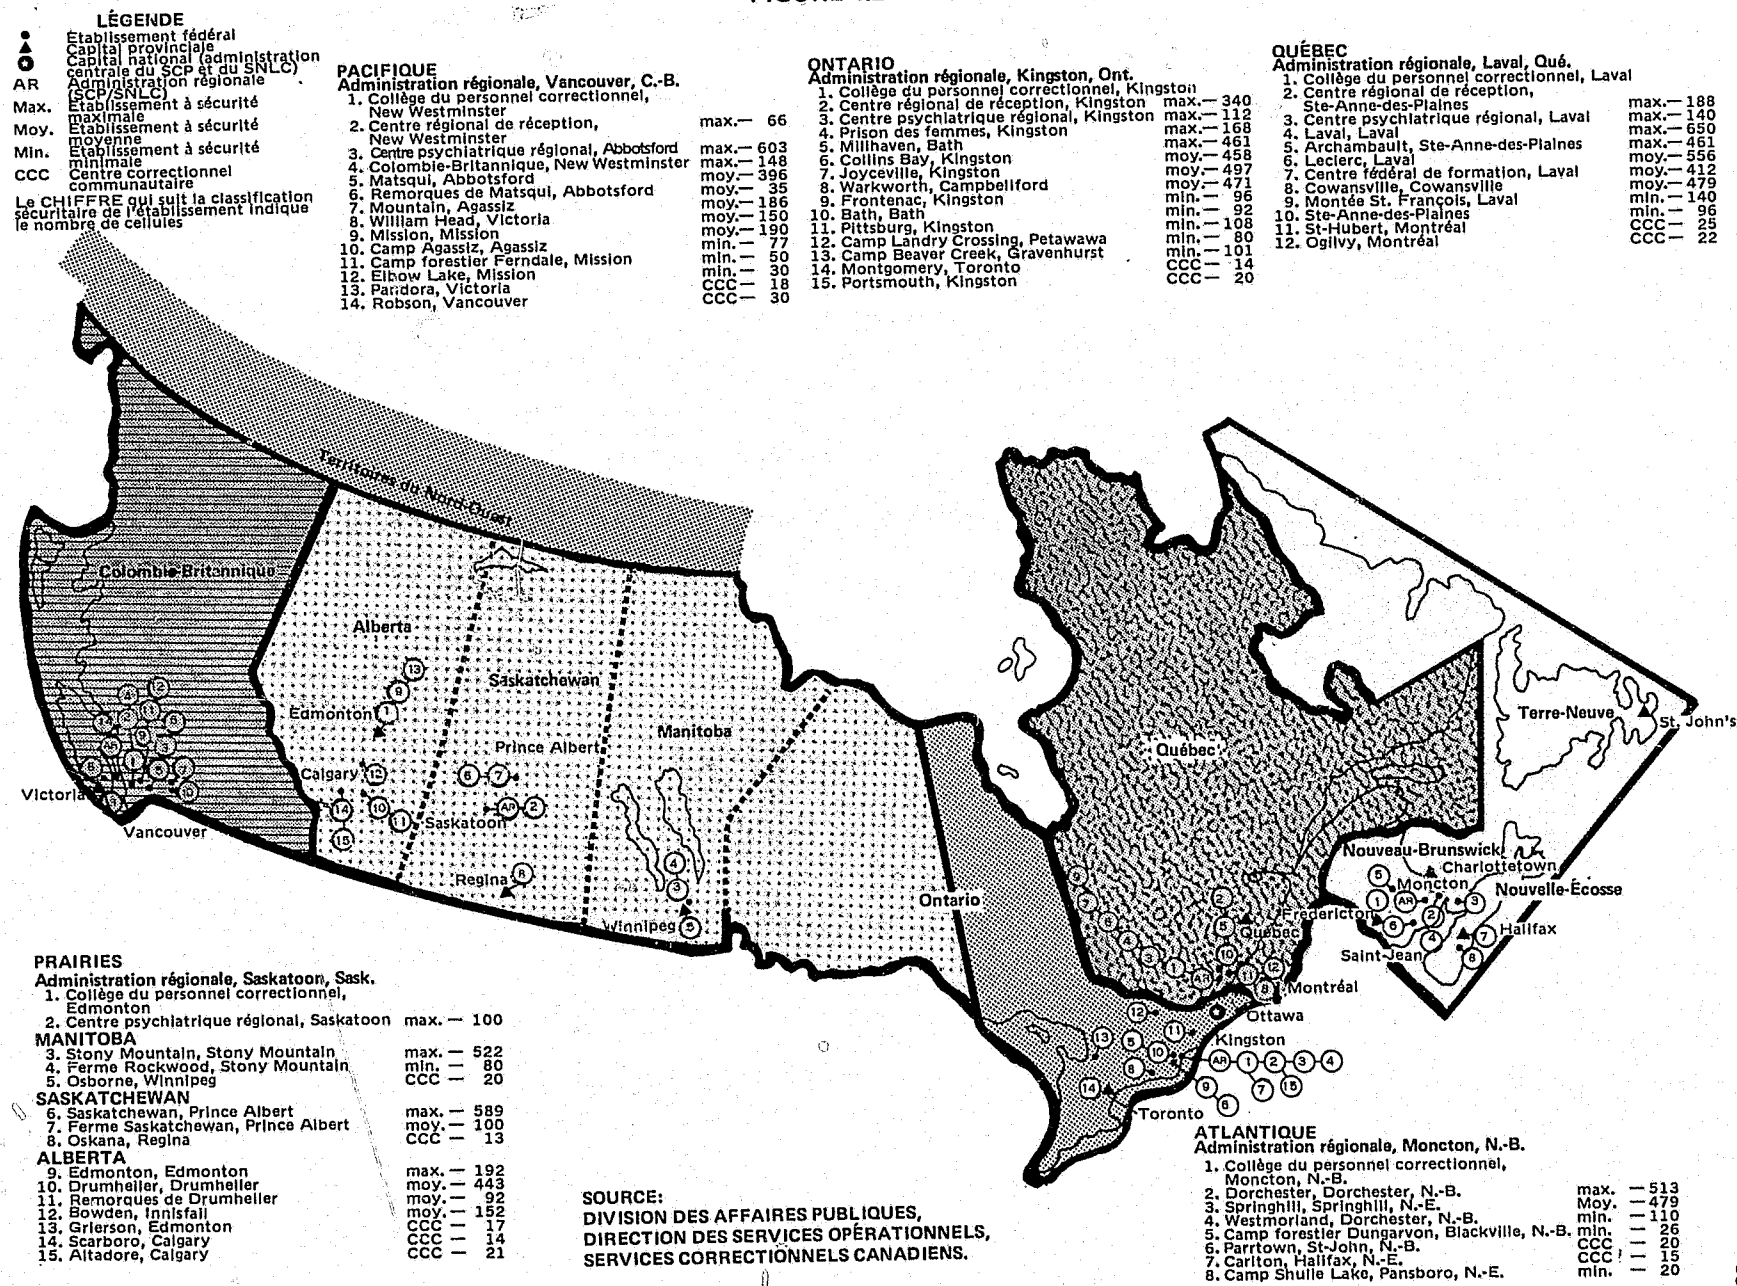 LÉGENDE
Établissement fédéral
Capital provinciale
Capital national (administration
centrale du SCP et du SNLC)
AR Administration régionale
(SCP/SNLC)
Max. Établissement à sécurité
maximale
Moy. Établissement à sécurité
moyenne
Min. Établissement à sécurité
minimale
CCC Centre correctionnel
communautaire
Le CHIFFRE qui suit la classification
sécuritaire de l'établissement indique
le nombre de cellules
PACIFIQUE
Administration régionale, Vancouver, C.-B.
1. Collège du personnel correctionnel,
New Westminster
2. Centre régional de réception,
New Westminster max.— 66
3. Centre psychiatrique régional, Abbotsford max.— 603
4. Colombie-Britannique, New Westminster max.— 148
5. Matsqui, Abbotsford moy.— 396
6. Remorques de Matsqui, Abbotsford moy.— 35
7. Mountain, Agassiz moy.— 186
8. William Head, Victoria moy.— 150
9. Mission, Mission moy.— 190
10. Camp Agassiz, Agassiz min.— 77
11. Camp forestier Ferndale, Mission min.— 50
12. Elbow Lake, Mission min.— 30
13. Pandora, Victoria CCC— 18
14. Robson, Vancouver CCC— 30
ONTARIO
Administration régionale, Kingston, Ont.
1. Collège du personnel correctionnel, Kingston
2. Centre régional de réception, Kingston max.— 340
3. Centre psychiatrique régional, Kingston max.— 112
4. Prison des femmes, Kingston max.— 168
5. Millhaven, Bath max.— 461
6. Collins Bay, Kingston moy.— 458
7. Joyceville, Kingston moy.— 497
8. Warkworth, Campbellford moy.— 471
9. Frontenac, Kingston min.— 96
10. Bath, Bath min.— 92
11. Pittsburg, Kingston min.— 108
12. Camp Landry Crossing, Petawawa min.— 80
13. Camp Beaver Creek, Gravenhurst min.— 101
14. Montgomery, Toronto CCC— 14
15. Portsmouth, Kingston CCC— 20
QUÉBEC
Administration régionale, Laval, Qué.
1. Collège du personnel correctionnel, Laval
2. Centre régional de réception,
Ste-Anne-des-Plaines max.— 188
3. Centre psychiatrique régional, Laval max.— 140
4. Laval, Laval max.— 650
5. Archambault, Ste-Anne-des-Plaines max.— 461
6. Leclerc, Laval moy.— 556
7. Centre fédéral de formation, Laval moy.— 412
8. Cowansville, Cowansville moy.— 479
9. Montée St. François, Laval min.— 140
10. Ste-Anne-des-Plaines min.— 96
11. St-Hubert, Montréal CCC— 25
12. Ogilvy, Montréal CCC— 22
Territoires du Nord-Ouest
Colombie-Britannique
Alberta
Saskatchewan
Manitoba
Ontario
Québec
Terre-Neuve
St. John's
Edmonton
Prince Albert
Calgary
Saskatoon
Regina
Winnipeg
Victoria
Vancouver
Nouveau-Brunswick
Charlottetown
Moncton
Nouvelle-Écosse
Fredericton
Québec
Halifax
Saint-Jean
Montréal
Ottawa
Kingston
Toronto
PRAIRIES
Administration régionale, Saskatoon, Sask.
1. Collège du personnel correctionnel,
Edmonton
2. Centre psychiatrique régional, Saskatoon max. — 100
MANITOBA
3. Stony Mountain, Stony Mountain max. — 522
4. Ferme Rockwood, Stony Mountain min. — 80
5. Osborne, Winnipeg CCC — 20
SASKATCHEWAN
6. Saskatchewan, Prince Albert max. — 589
7. Ferme Saskatchewan, Prince Albert moy. — 100
8. Oskana, Regina CCC — 13
ALBERTA
9. Edmonton, Edmonton max. — 192
10. Drumheller, Drumheller moy. — 443
11. Remorques de Drumheller moy. — 92
12. Bowden, Innisfail moy. — 152
13. Grierson, Edmonton CCC — 17
14. Scarboro, Calgary CCC — 14
15. Altadore, Calgary CCC — 21
SOURCE:
DIVISION DES AFFAIRES PUBLIQUES,
DIRECTION DES SERVICES OPÉRATIONNELS,
SERVICES CORRECTIONNELS CANADIENS.
ATLANTIQUE
Administration régionale, Moncton, N.-B.
1. Collège du personnel correctionnel,
Moncton, N.-B.
2. Dorchester, Dorchester, N.-B. max. — 513
3. Springhill, Springhill, N.-E. Moy. — 479
4. Westmorland, Dorchester, N.-B. min. — 110
5. Camp forestier Dungarvon, Blackville, N.-B. min. — 26
6. Parrtown, St-John, N.-B. CCC — 20
7. Carlton, Halifax, N.-E. CCC — 15
8. Camp Shulie Lake, Pansboro, N.-E. min. — 20